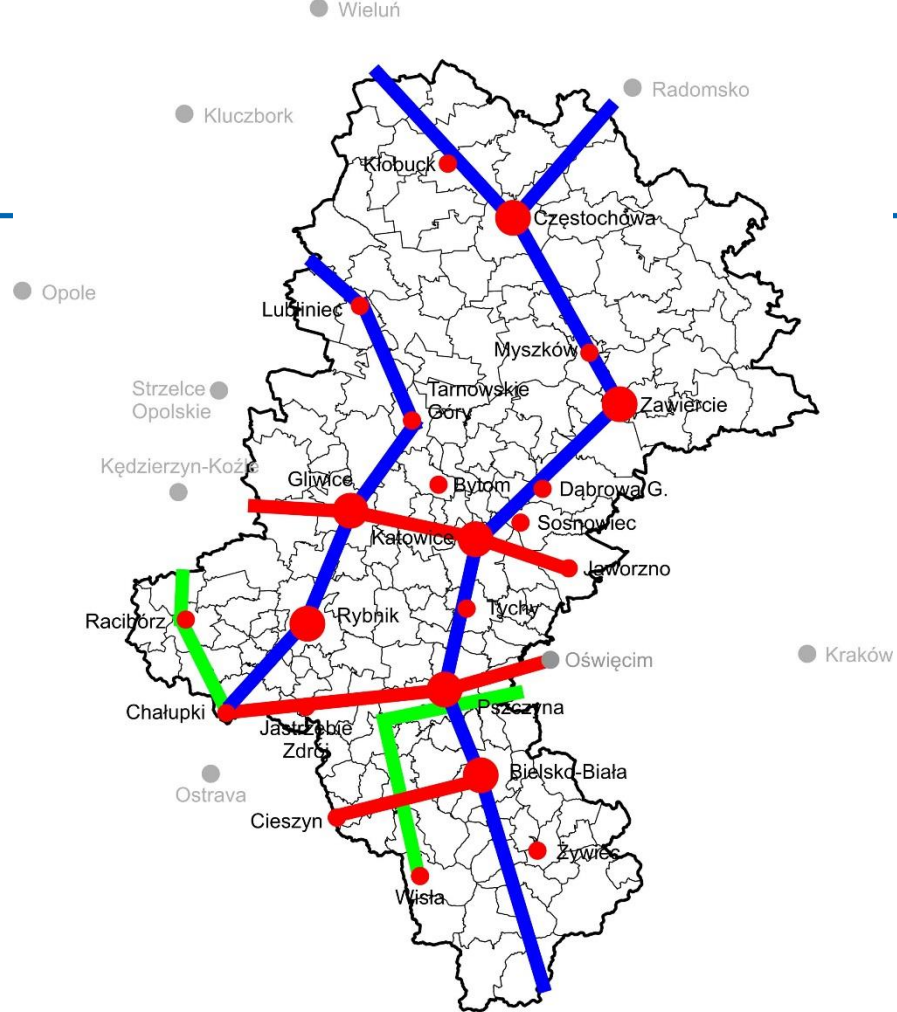 Wieluń
Radomsko
Kluczbork
Kłobuck
Częstochowa
Opole
Lubliniec
Myszków
Strzelce
Opolskie
Tarnowskie
Góry
Zawiercie
Kędzierzyn-Koźle
Gliwice
Bytom
Dąbrowa G.
Sosnowiec
Katowice
Jaworzno
Racibórz
Rybnik
Tychy
Oświęcim
Kraków
Chałupki
Pszczyna
Jastrzębie
Zdrój
Ostrava
Bielsko-Biała
Cieszyn
Żywiec
Wisła